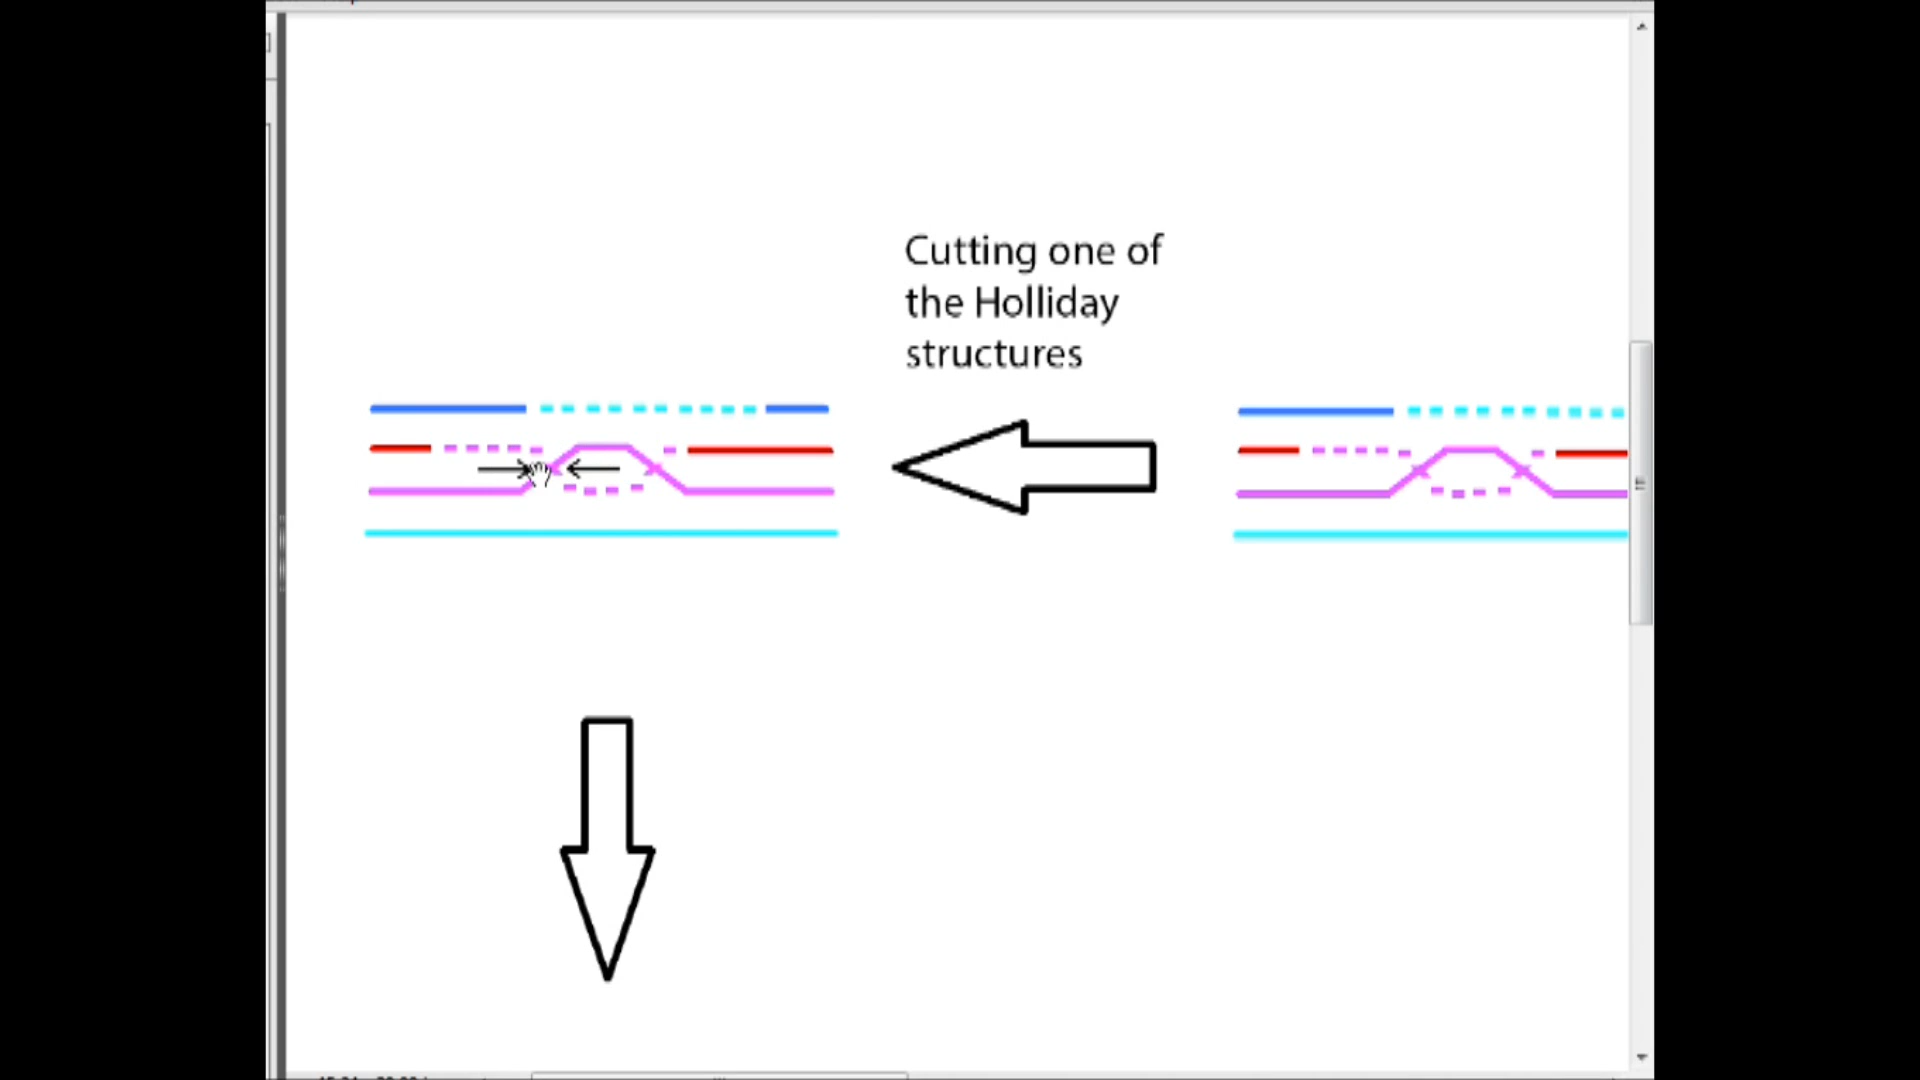 Cutting one of
the Holliday
structures